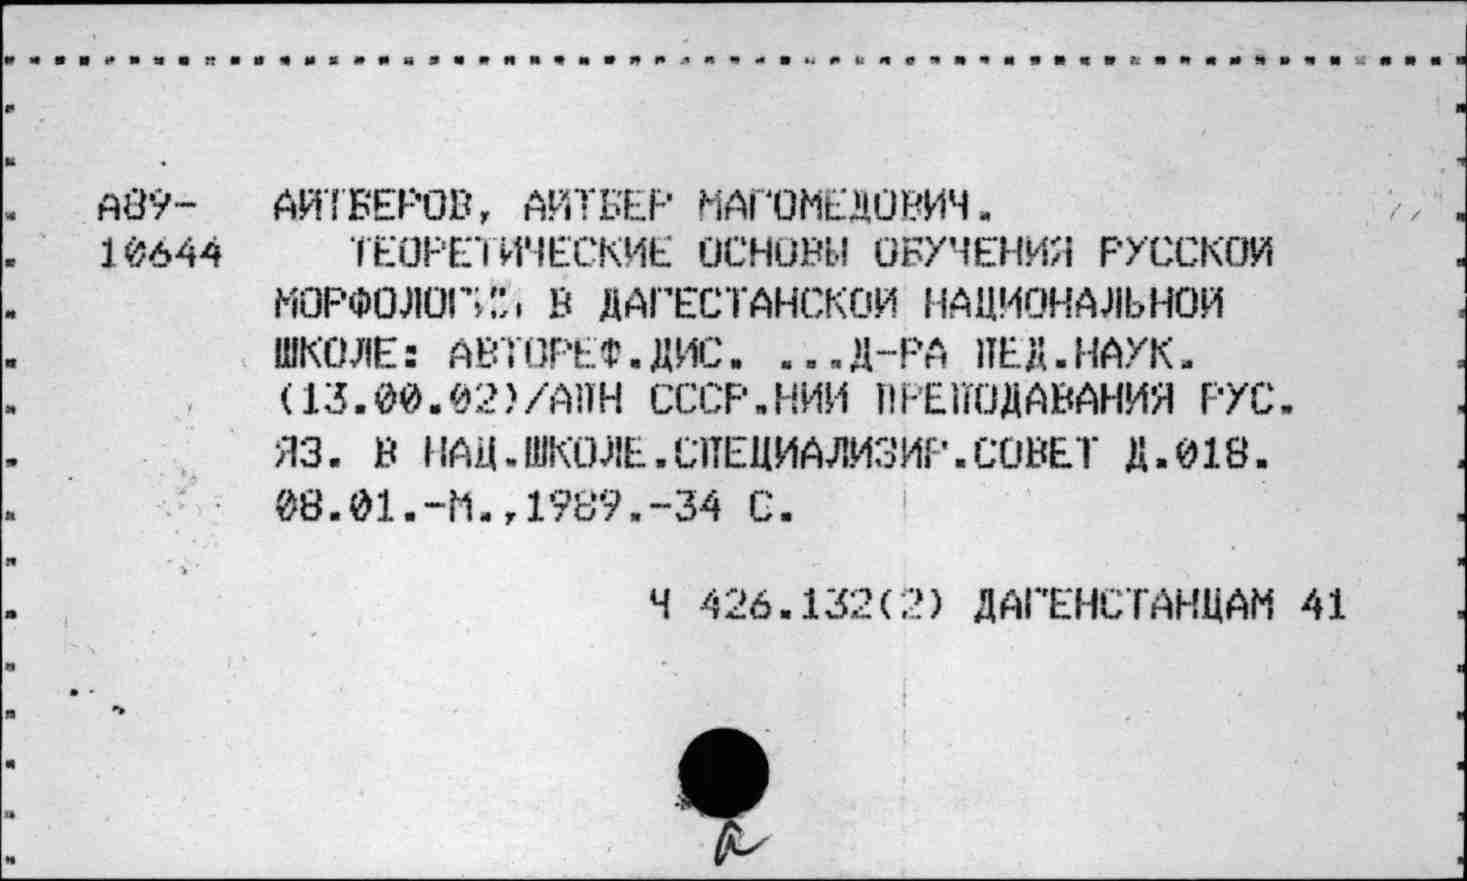 А89- АЙТБЕРОВ, АЙТБЕР МАГОМЕДОВИЧ.
10644 ТЕОРЕТИЧЕСКИЕ ОСНОВЫ ОБУЧЕНИЯ РУССКОЙ
МОРФОЛОГИИ В ДАГЕСТАНСКОЙ НАЦИОНАЛЬНОЙ
ШКОЛЕ: АВТОРЕФ.ДИС. ...Д-РА ПЕД.НАУК.
(13.00.02)/АПН СССР.НИИ ПРЕПОДАВАНИЯ РУС.
ЯЗ. В НАЦ.ШКОЛЕ.СПЕЦИАЛИЗИР.СОВЕТ Д.018.
08.01.-М.,1989.-34 С.
Ч 426.132(2) ДАГЕНСТАНЦАМ 41
а